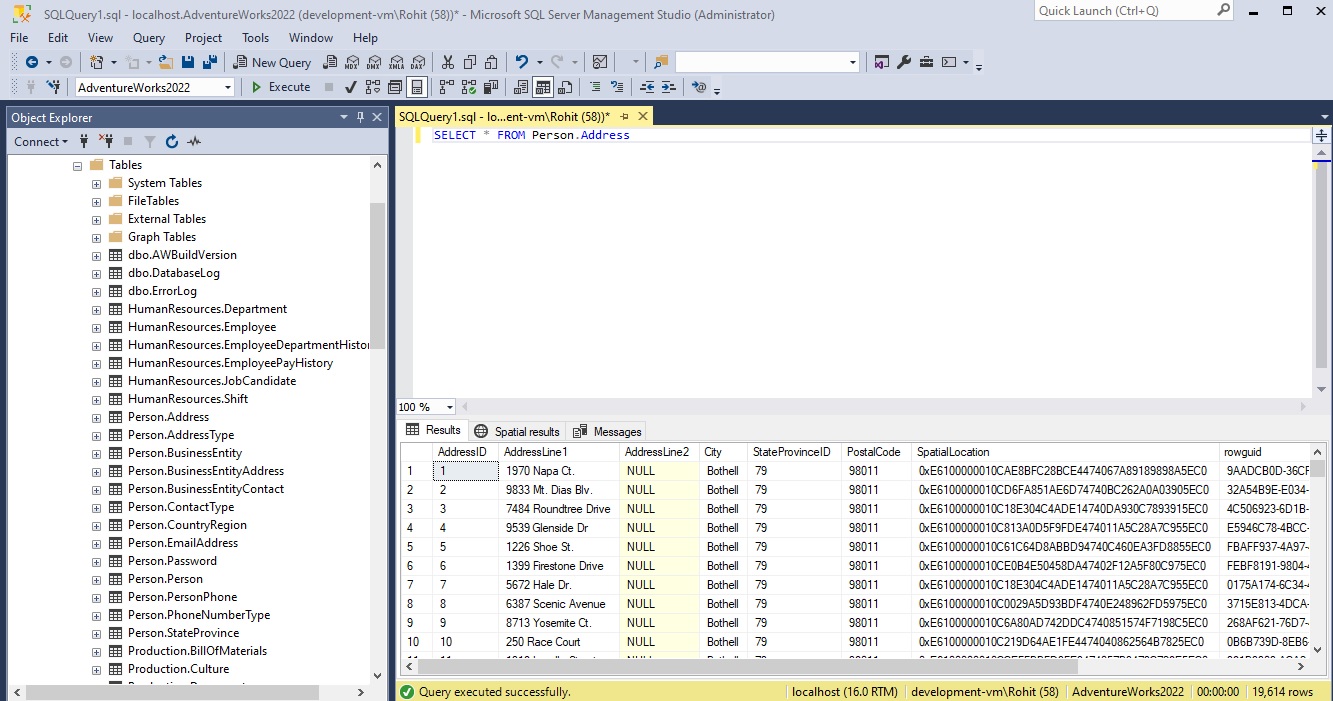 SQLQuery1.sql - localhost.AdventureWorks2022 (development-vm\Rohit (58))* - Microsoft SQL Server Management Studio (Administrator)
Quick Launch (Ctrl+Q)
File Edit View Query Project Tools Window Help
New Query MDX DMX XMLA DAX
AdventureWorks2022 Execute
Object Explorer
Connect
Tables
System Tables
FileTables
External Tables
Graph Tables
dbo.AWBuildVersion
dbo.DatabaseLog
dbo.ErrorLog
HumanResources.Department
HumanResources.Employee
HumanResources.EmployeeDepartmentHistor
HumanResources.EmployeePayHistory
HumanResources.JobCandidate
HumanResources.Shift
Person.Address
Person.AddressType
Person.BusinessEntity
Person.BusinessEntityAddress
Person.BusinessEntityContact
Person.ContactType
Person.CountryRegion
Person.EmailAddress
Person.Password
Person.Person
Person.PersonPhone
Person.PhoneNumberType
Person.StateProvince
Production.BillOfMaterials
Production.Culture
SQLQuery1.sql - lo...ent-vm\Rohit (58))*
SELECT * FROM Person.Address
100 %
Results Spatial results Messages
AddressID AddressLine1 AddressLine2 City StateProvinceID PostalCode SpatialLocation rowguid
1 1 1970 Napa Ct. NULL Bothell 79 98011 0xE6100000010CAE8BFC28BCE4474067A89189898A5EC0 9AADCB0D-36CF
2 2 9833 Mt. Dias Blv. NULL Bothell 79 98011 0xE6100000010CD6FA851AE6D74740BC262A0A03905EC0 32A54B9E-E034-
3 3 7484 Roundtree Drive NULL Bothell 79 98011 0xE6100000010C18E304C4ADE14740DA930C7893915EC0 4C506923-6D1B-
4 4 9539 Glenside Dr NULL Bothell 79 98011 0xE6100000010C813A0D5F9FDE474011A5C28A7C955EC0 E5946C78-4BCC-
5 5 1226 Shoe St. NULL Bothell 79 98011 0xE6100000010C61C64D8ABBD94740C460EA3FD8855EC0 FBAFF937-4A97-
6 6 1399 Firestone Drive NULL Bothell 79 98011 0xE6100000010CE0B4E50458DA47402F12A5F80C975EC0 FEBF8191-9804-
7 7 5672 Hale Dr. NULL Bothell 79 98011 0xE6100000010C18E304C4ADE1474011A5C28A7C955EC0 0175A174-6C34-
8 8 6387 Scenic Avenue NULL Bothell 79 98011 0xE6100000010C0029A5D93BDF4740E248962FD5975EC0 3715E813-4DCA-
9 9 8713 Yosemite Ct. NULL Bothell 79 98011 0xE6100000010C6A80AD742DDC4740851574F7198C5EC0 268AF621-76D7-
10 10 250 Race Court NULL Bothell 79 98011 0xE6100000010C219D64AE1FE4474040862564B7825EC0 0B6B739D-8EB6-
Query executed successfully. localhost (16.0 RTM) development-vm\Rohit (58) AdventureWorks2022 00:00:00 19,614 rows